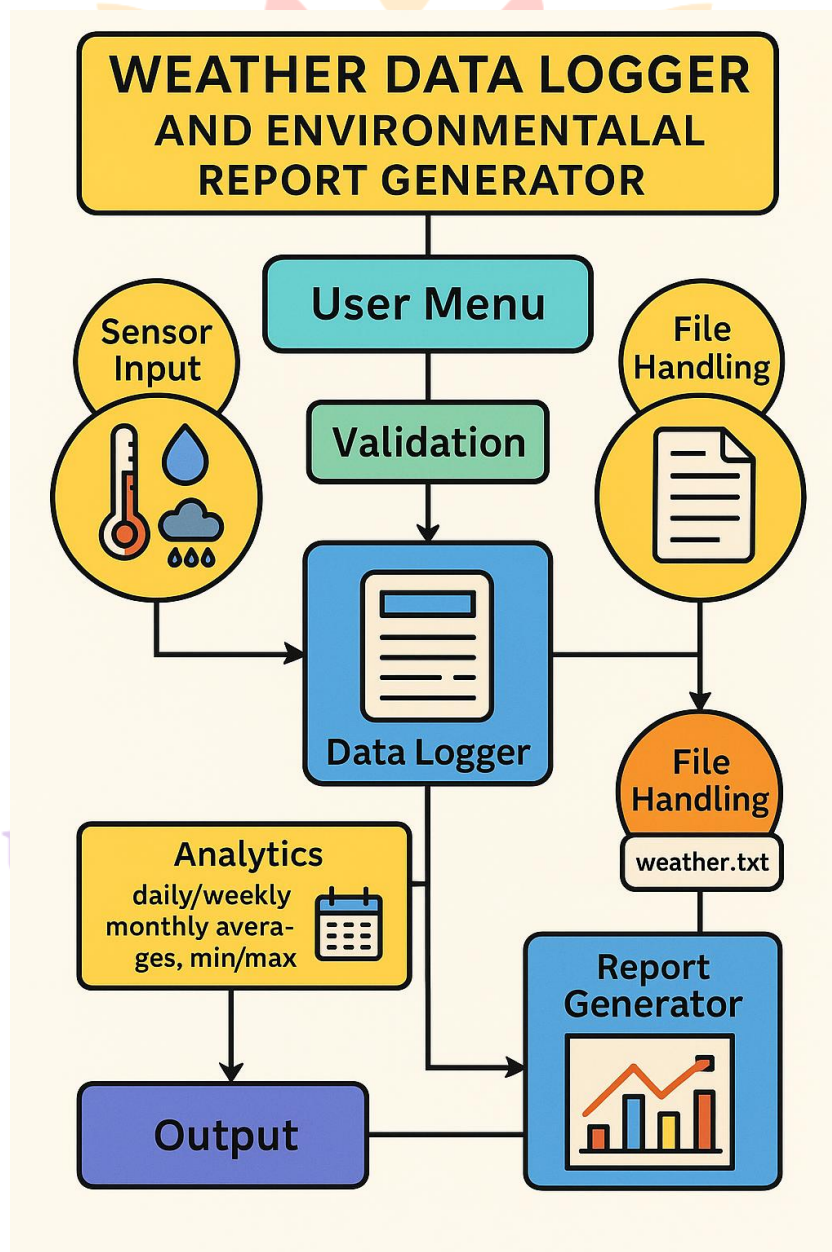 WEATHER DATA LOGGER
AND ENVIRONMENTALAL
REPORT GENERATOR
User Menu
Sensor
Input
File
Handling
Validation
Data Logger
File
Handling
weather.txt
Analytics
daily/weekly
monthly avera-
ges, min/max
Report
Generator
Output